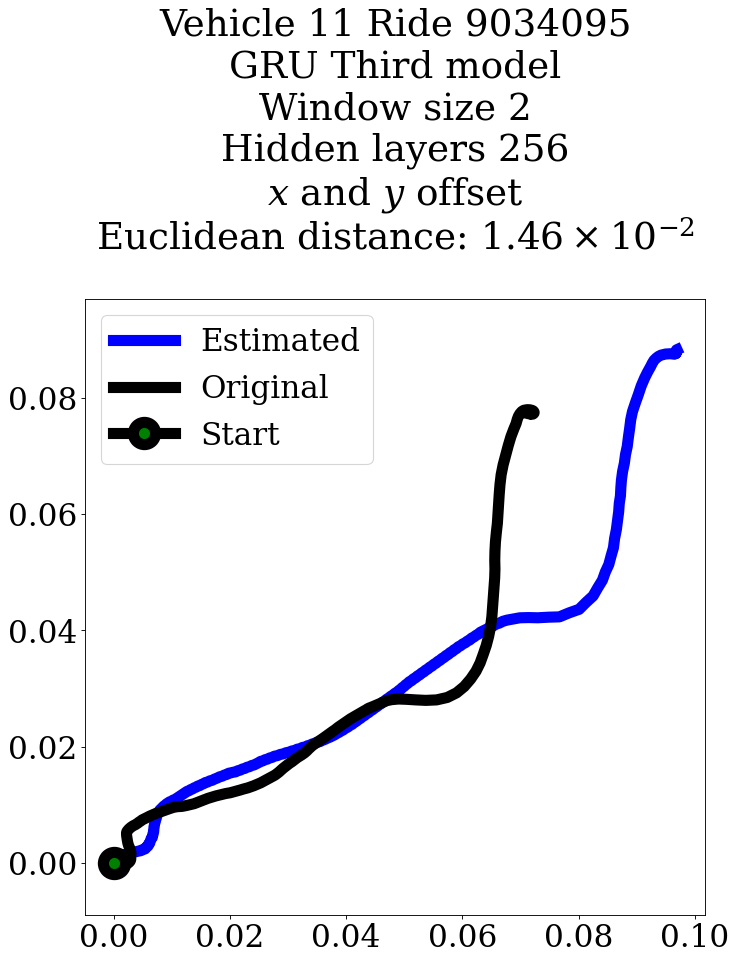 Vehicle 11 Ride 9034095
GRU Third model
Window size 2
Hidden layers 256
x and y offset
Euclidean distance: 1.46 × 10⁻²
Estimated
Original
Start
0.08
0.06
0.04
0.02
0.00
0.00 0.02 0.04 0.06 0.08 0.10